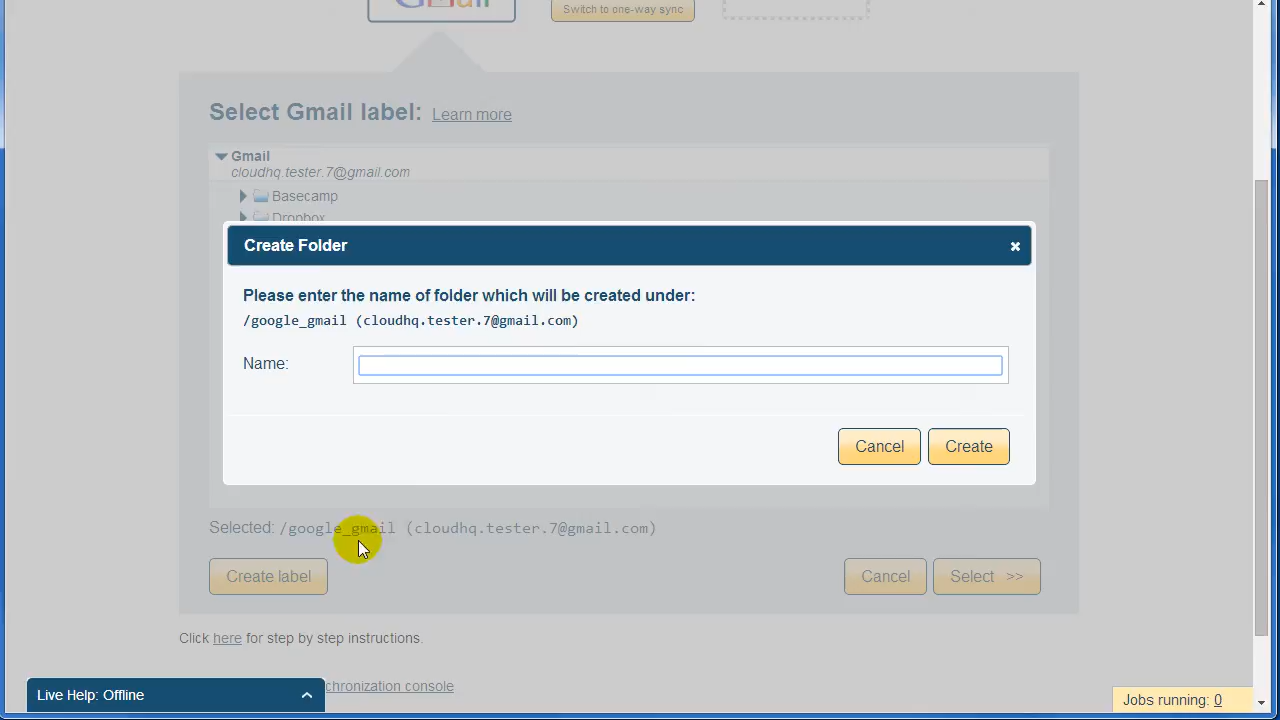 Gmail
Switch to one-way sync
Select Gmail label: Learn more
Gmail
cloudhq.tester.7@gmail.com
Basecamp
Dropbox
Create Folder
Please enter the name of folder which will be created under:
/google_gmail (cloudhq.tester.7@gmail.com)
Name:
Cancel Create
Selected: /google_gmail (cloudhq.tester.7@gmail.com)
Create label Cancel Select >>
Click here for step by step instructions.
chronization console
Live Help: Offline
Jobs running: 0